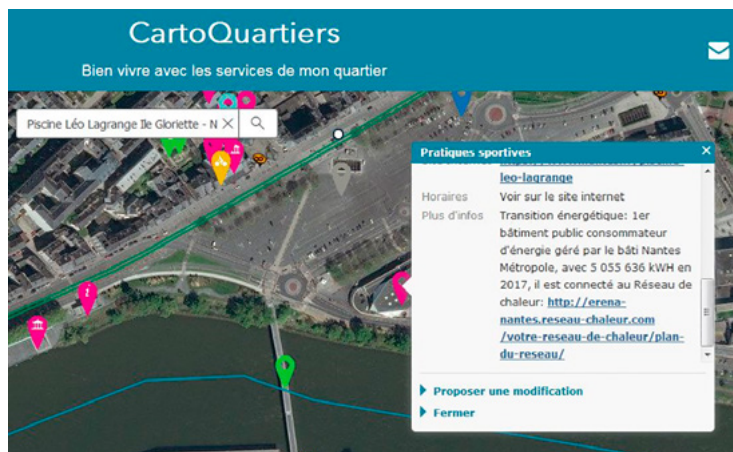 CartoQuartiers
Bien vivre avec les services de mon quartier
Piscine Léo Lagrange Ile Gloriette - N
Pratiques sportives
leo-lagrange
Horaires Voir sur le site internet
Plus d'infos Transition énergétique: 1er
bâtiment public consommateur
d'énergie géré par le bâti Nantes
Métropole, avec 5 055 636 kWH en
2017, il est connecté au Réseau de
chaleur: http://erena-
nantes.reseau-chaleur.com
/votre-reseau-de-chaleur/plan-
du-reseau/
Proposer une modification
Fermer